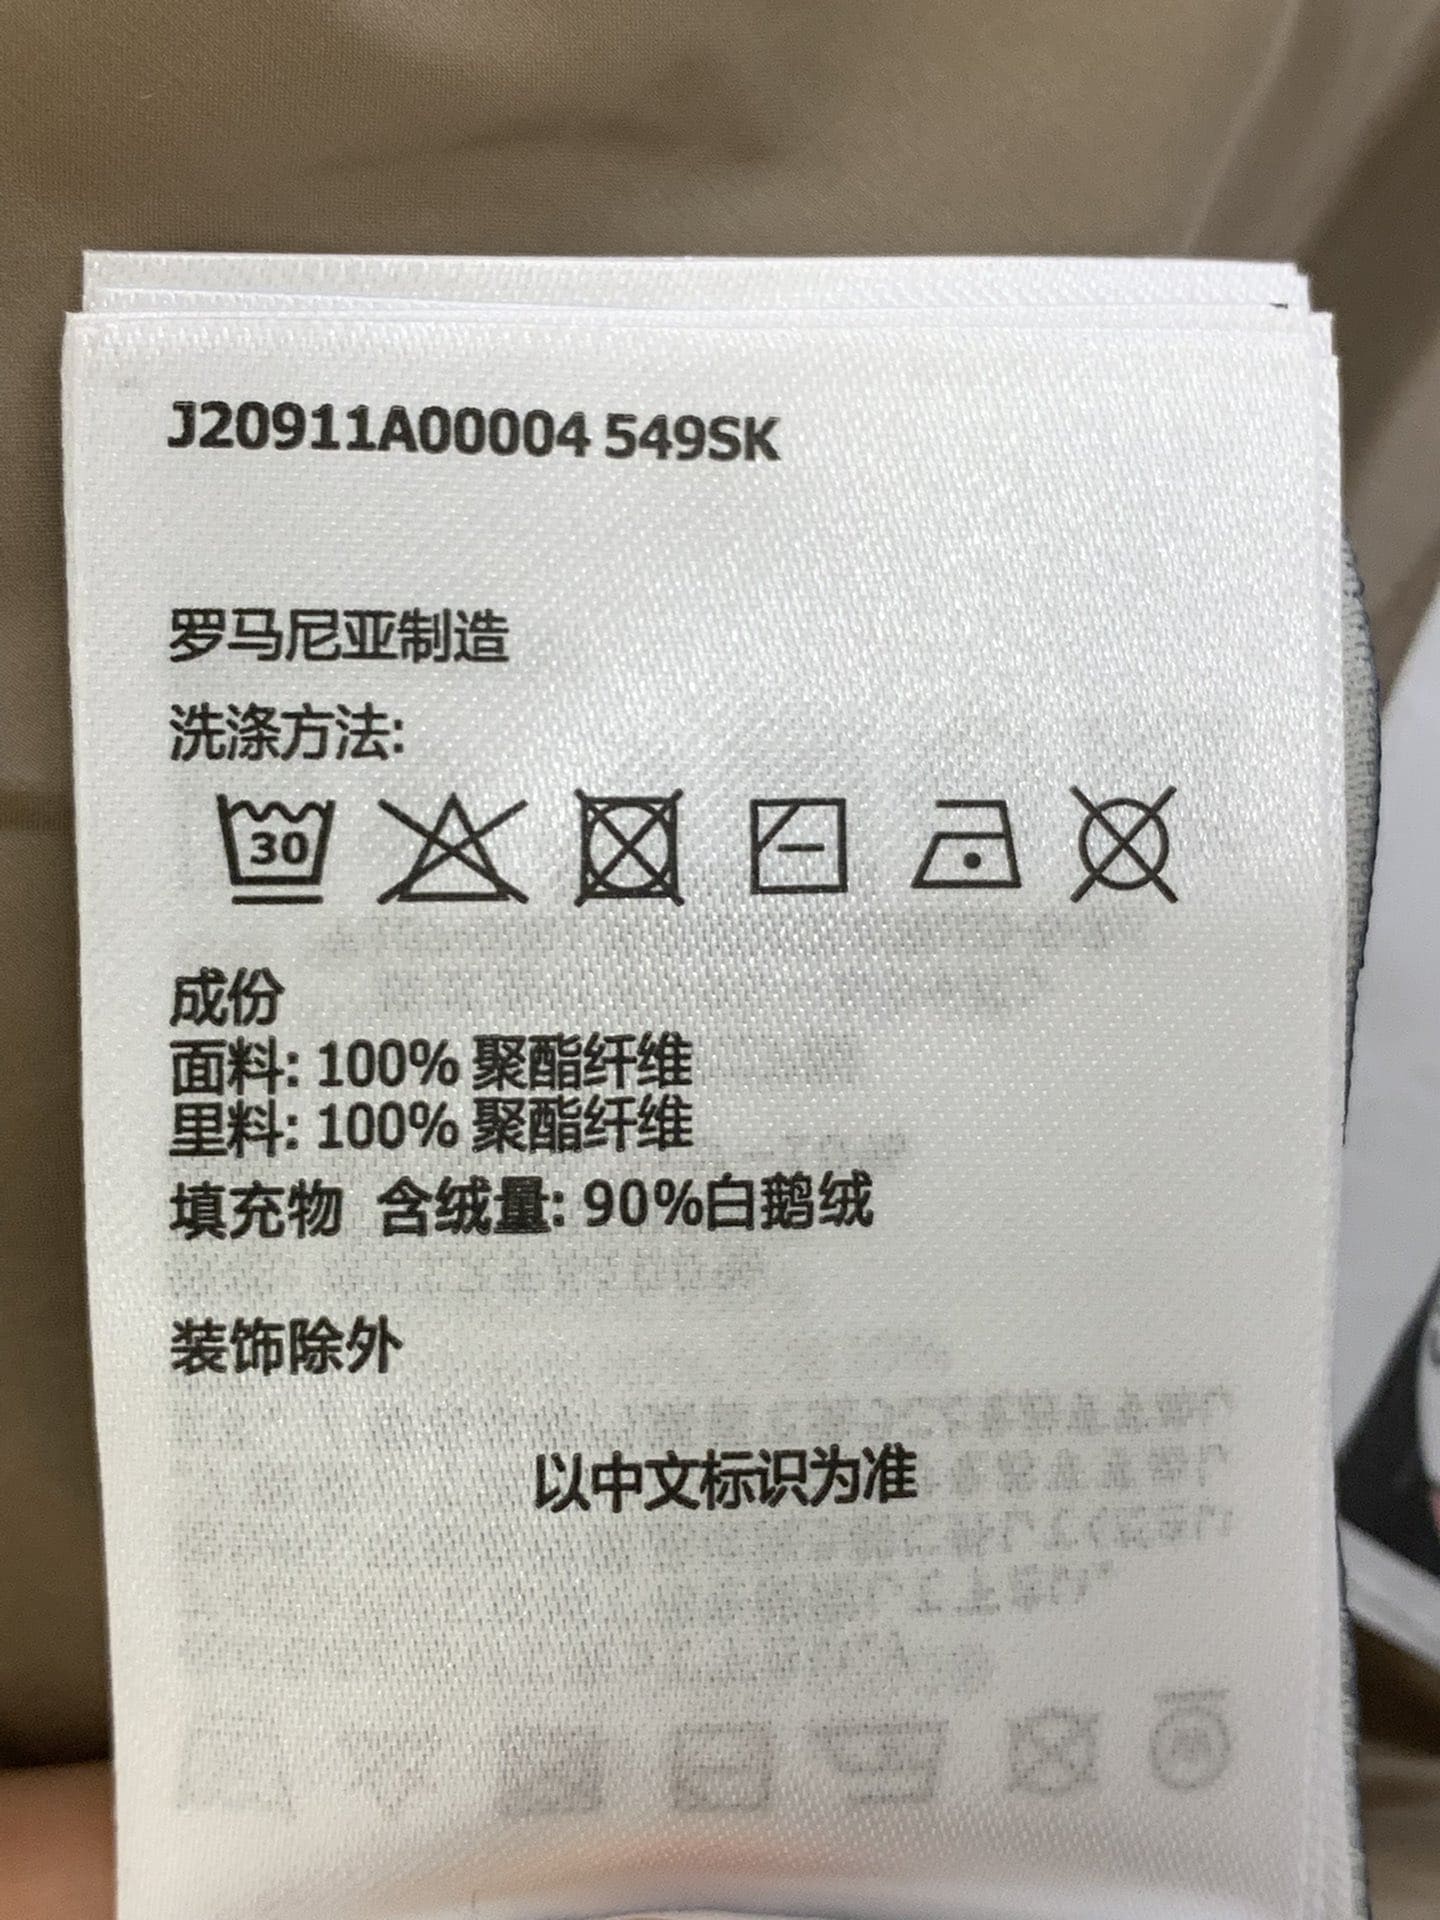 J20911A00004 549SK
罗马尼亚制造
洗涤方法:
30
成份
面料: 100% 聚酯纤维
里料: 100% 聚酯纤维
填充物 含绒量: 90%白鹅绒
装饰除外
以中文标识为准